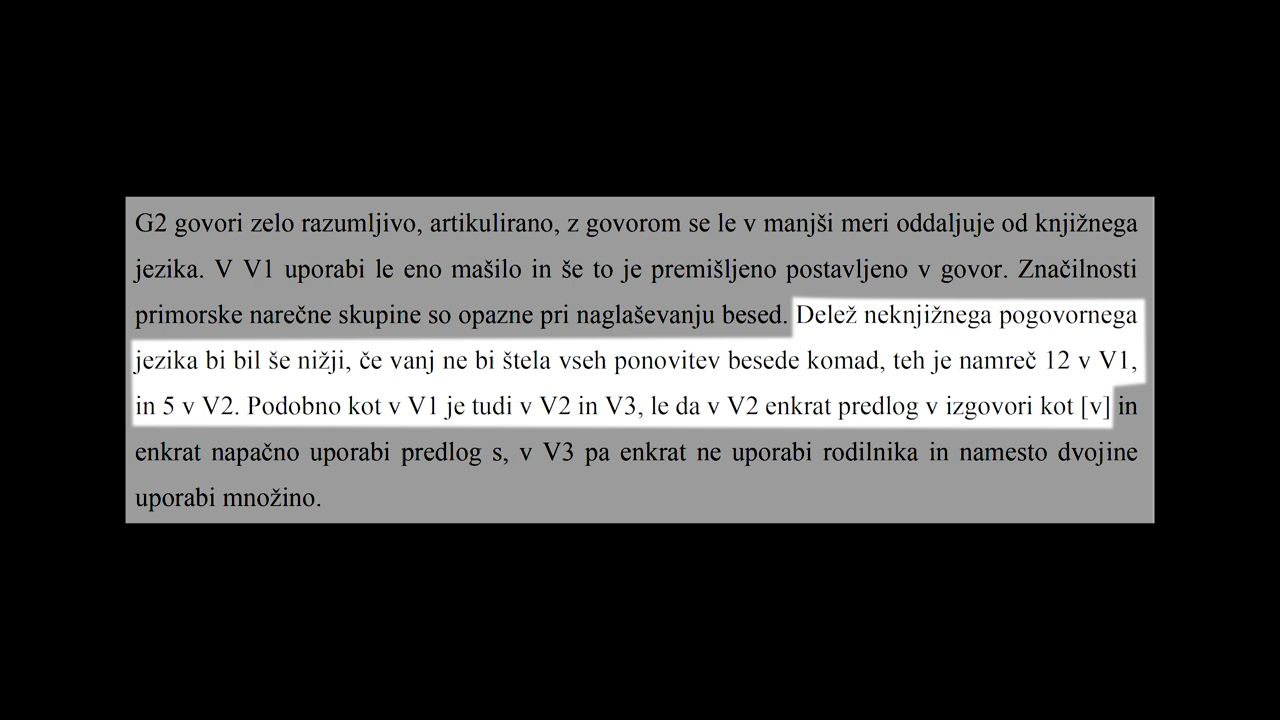 G2 govori zelo razumljivo, artikulirano, z govorom se le v manjši meri oddaljuje od knjižnega
jezika. V V1 uporabi le eno mašilo in še to je premišljeno postavljeno v govor. Značilnosti
primorske narečne skupine so opazne pri naglaševanju besed. Delež neknjižnega pogovornega
jezika bi bil še nižji, če vanj ne bi štela vseh ponovitev besede komad, teh je namreč 12 v V1,
in 5 v V2. Podobno kot v V1 je tudi v V2 in V3, le da v V2 enkrat predlog v izgovori kot [v] in
enkrat napačno uporabi predlog s, v V3 pa enkrat ne uporabi rodilnika in namesto dvojine
uporabi množino.